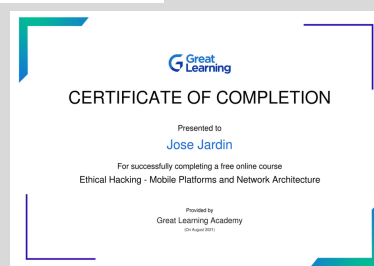 Great
Learning
CERTIFICATE OF COMPLETION
Presented to
Jose Jardin
For successfully completing a free online course
Ethical Hacking - Mobile Platforms and Network Architecture
Provided by
Great Learning Academy
(On August 2021)